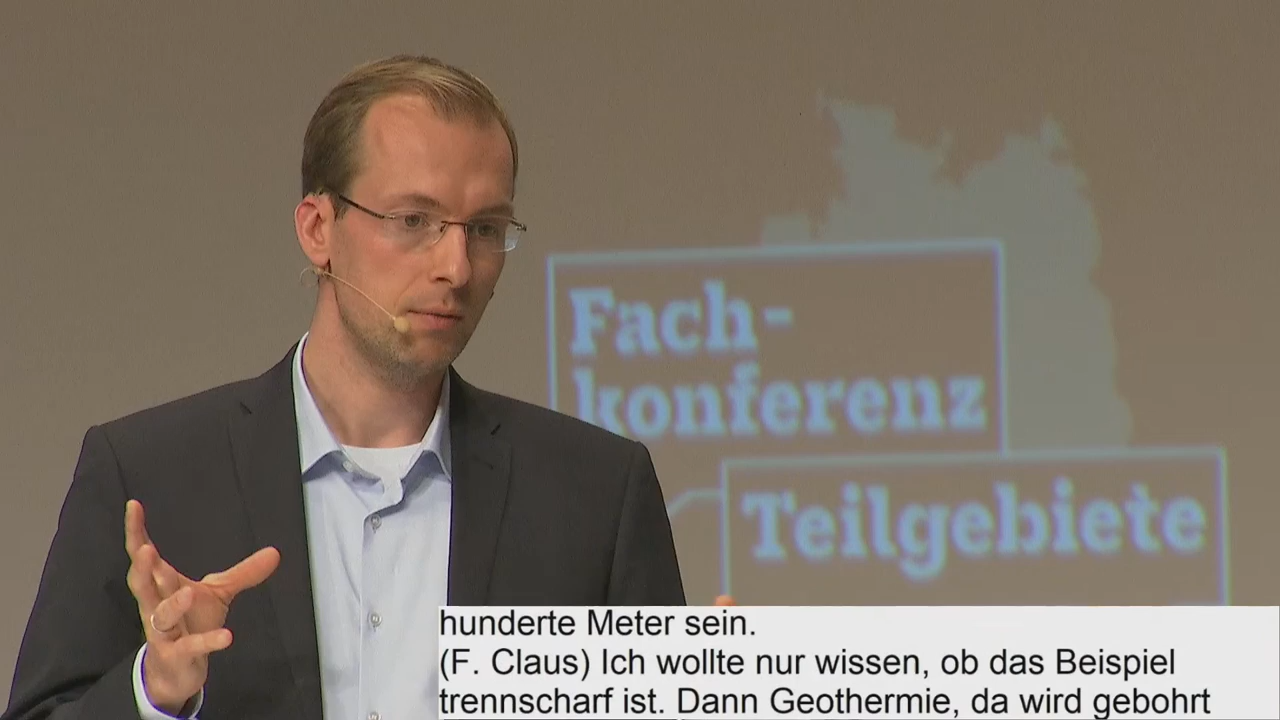 Fach-
konferenz
Teilgebiete
hunderte Meter sein.
(F. Claus) Ich wollte nur wissen, ob das Beispiel
trennscharf ist. Dann Geothermie, da wird gebohrt